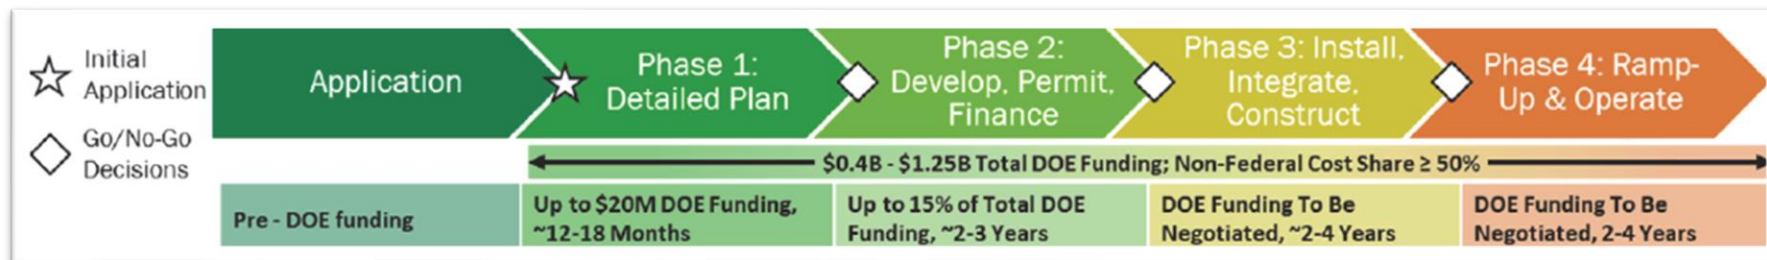 Initial
Application
Go/No-Go
Decisions
Application
Phase 1:
Detailed Plan
Phase 2:
Develop, Permit,
Finance
Phase 3: Install,
Integrate,
Construct
Phase 4: Ramp-
Up & Operate
$0.4B - $1.25B Total DOE Funding; Non-Federal Cost Share ≥ 50%
Pre - DOE funding
Up to $20M DOE Funding,
~12-18 Months
Up to 15% of Total DOE
Funding, ~2-3 Years
DOE Funding To Be
Negotiated, ~2-4 Years
DOE Funding To Be
Negotiated, 2-4 Years